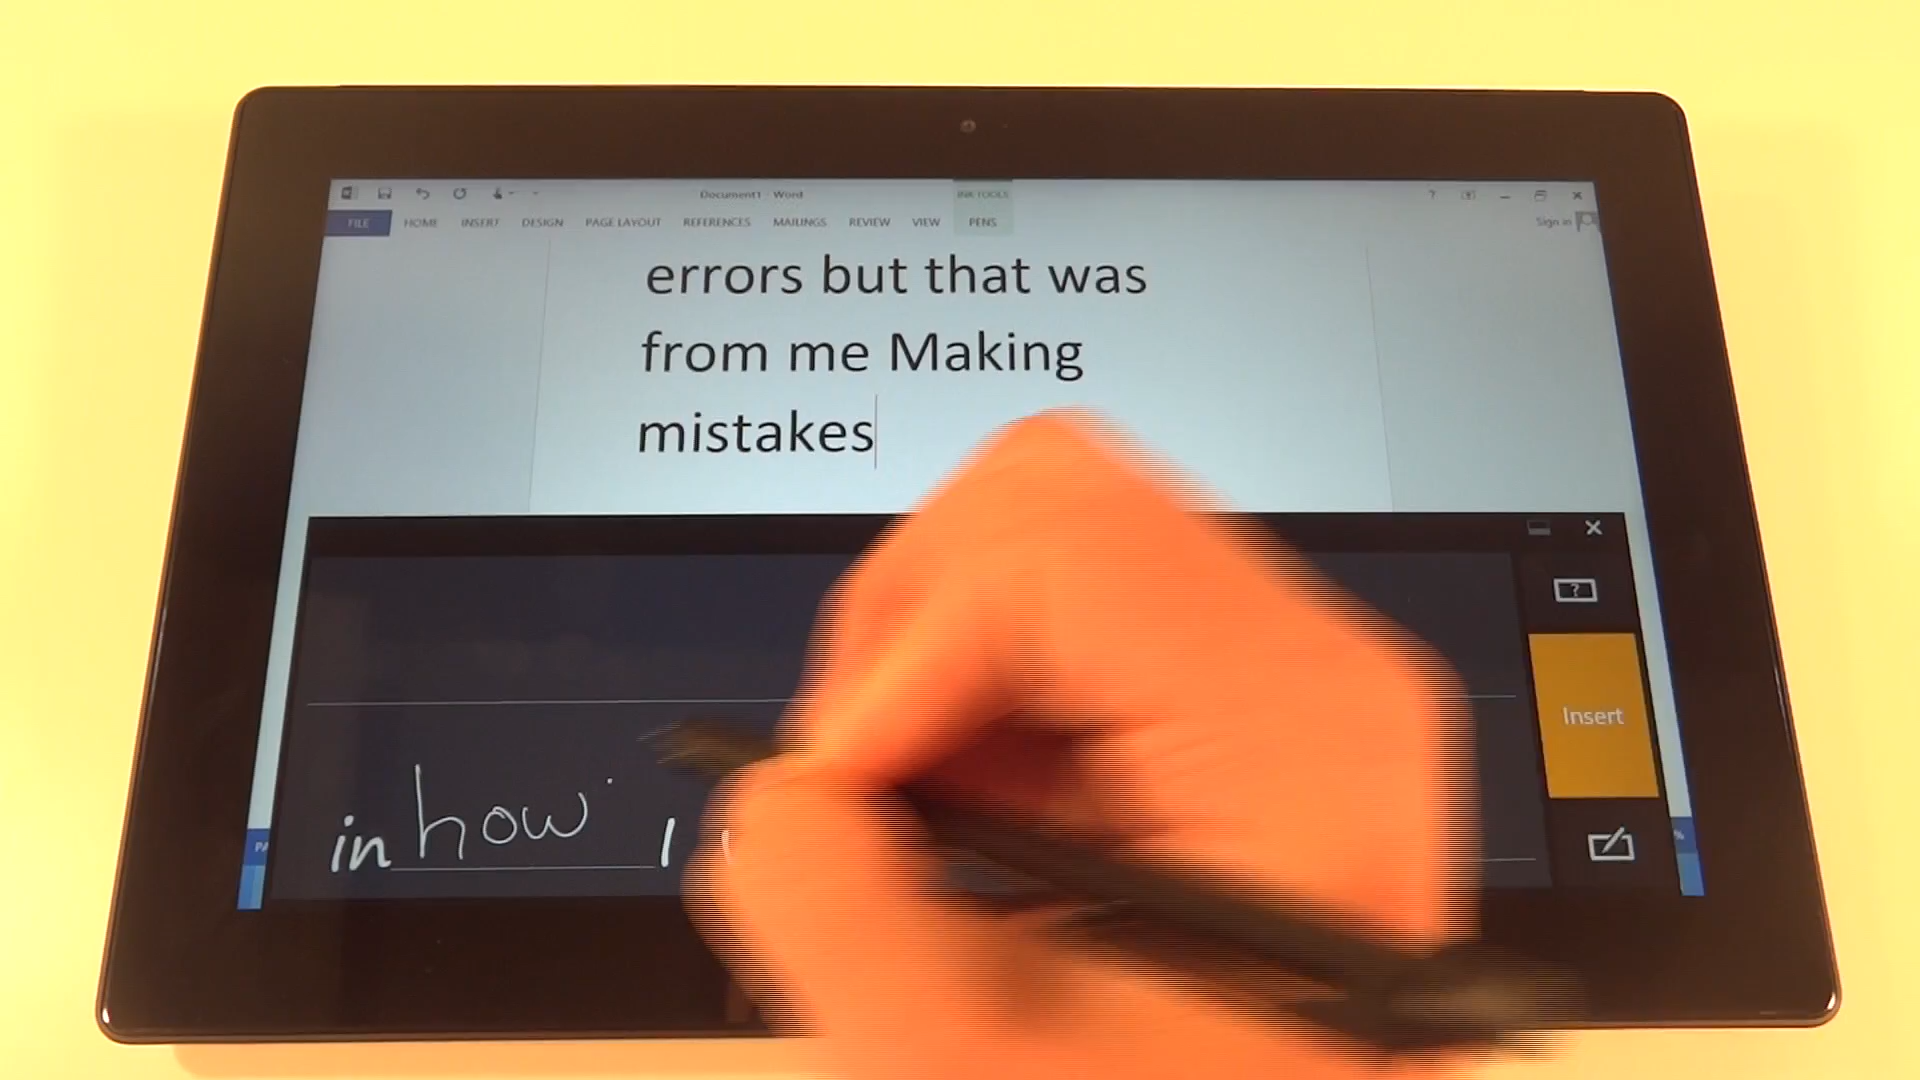 Document1 - Word
INK TOOLS
?
FILE HOME INSERT DESIGN PAGE LAYOUT REFERENCES MAILINGS REVIEW VIEW PENS
Sign in
errors but that was
from me Making
mistakes
?
Insert
in how I
PA
%